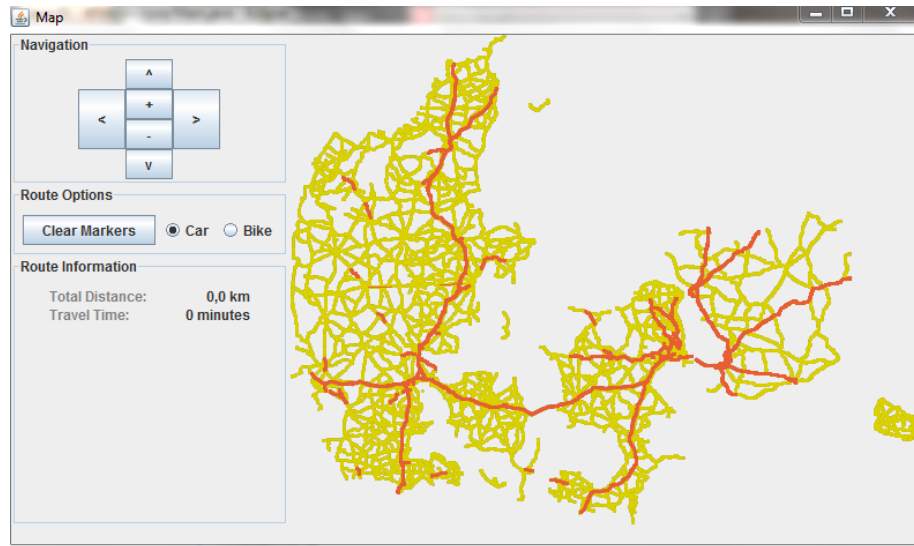 Map
Navigation
^
< + >
-
v
Route Options
Clear Markers Car Bike
Route Information
Total Distance: 0,0 km
Travel Time: 0 minutes